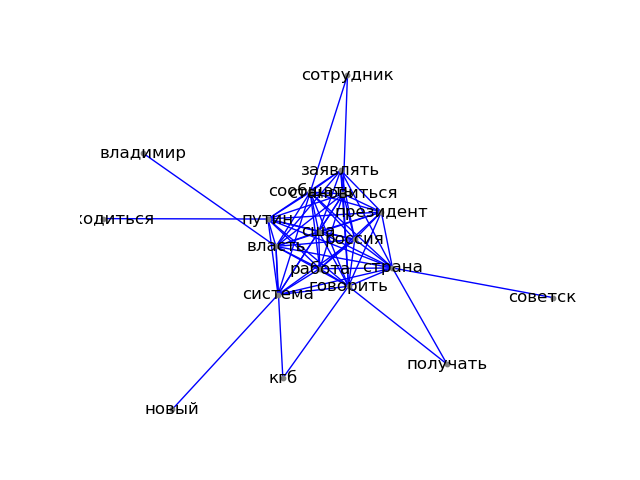 сотрудник
владимир
заявлять
сообщать
становиться
президент
ходиться
путин
сша
россия
власть
работа
страна
говорить
система
советск
получать
кгб
новый